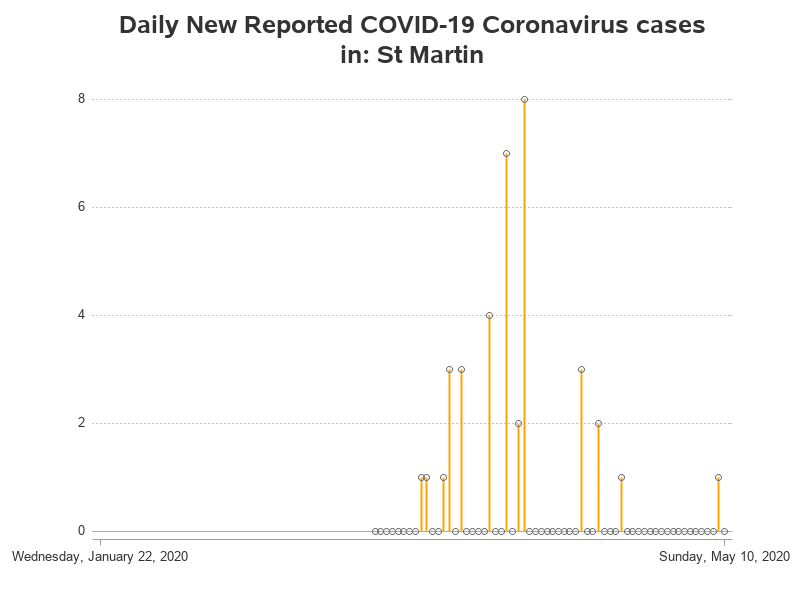 Daily New Reported COVID-19 Coronavirus cases
in: St Martin
8
6
4
2
0
Wednesday, January 22, 2020 Sunday, May 10, 2020